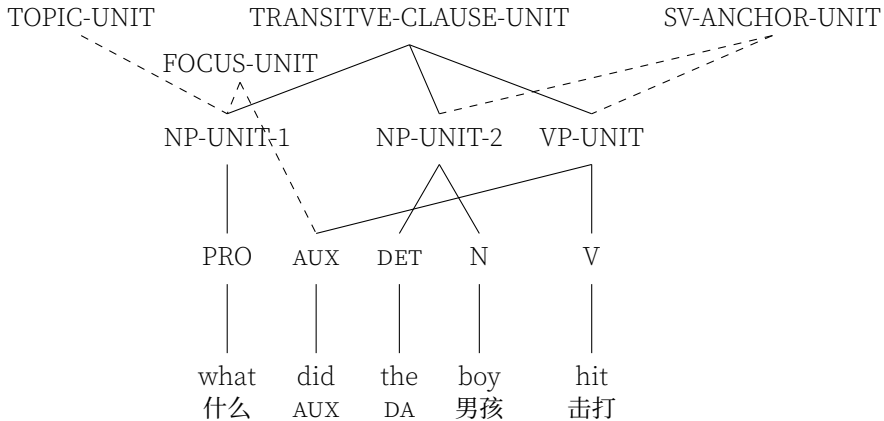 TOPIC-UNIT TRANSITVE-CLAUSE-UNIT SV-ANCHOR-UNIT
FOCUS-UNIT
NP-UNIT-1 NP-UNIT-2 VP-UNIT
PRO AUX DET N V
what did the boy hit
什么 AUX DA 男孩 击打